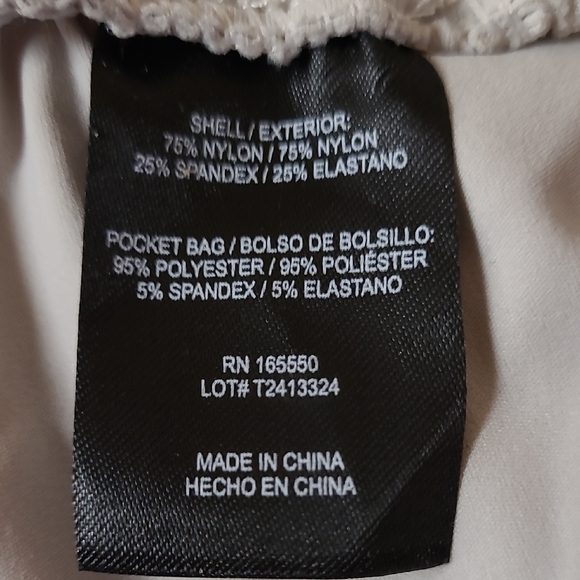 SHELL / EXTERIOR:
75% NYLON / 75% NYLON
25% SPANDEX / 25% ELASTANO
POCKET BAG / BOLSO DE BOLSILLO:
95% POLYESTER / 95% POLIÉSTER
5% SPANDEX / 5% ELASTANO
RN 165550
LOT# T2413324
MADE IN CHINA
HECHO EN CHINA